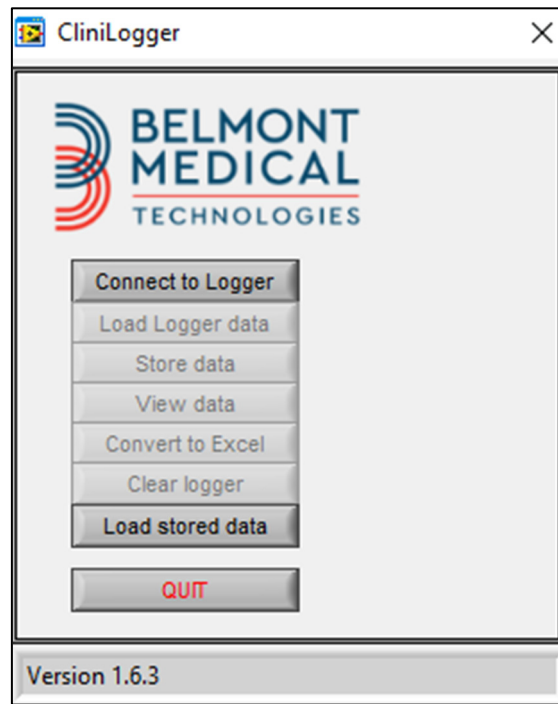 CliniLogger
BELMONT
MEDICAL
TECHNOLOGIES
Connect to Logger
Load Logger data
Store data
View data
Convert to Excel
Clear logger
Load stored data
QUIT
Version 1.6.3